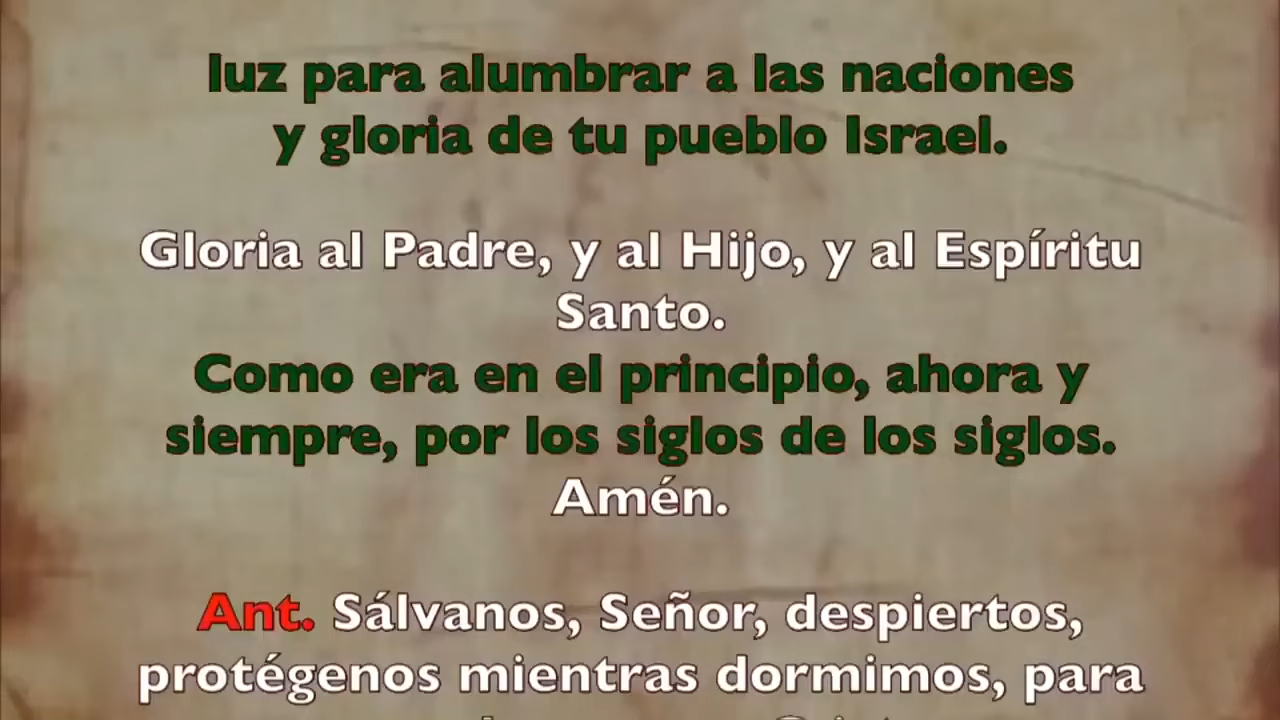 luz para alumbrar a las naciones
y gloria de tu pueblo Israel.
Gloria al Padre, y al Hijo, y al Espíritu
Santo.
Como era en el principio, ahora y
siempre, por los siglos de los siglos.
Amén.
Ant. Sálvanos, Señor, despiertos,
protégenos mientras dormimos, para